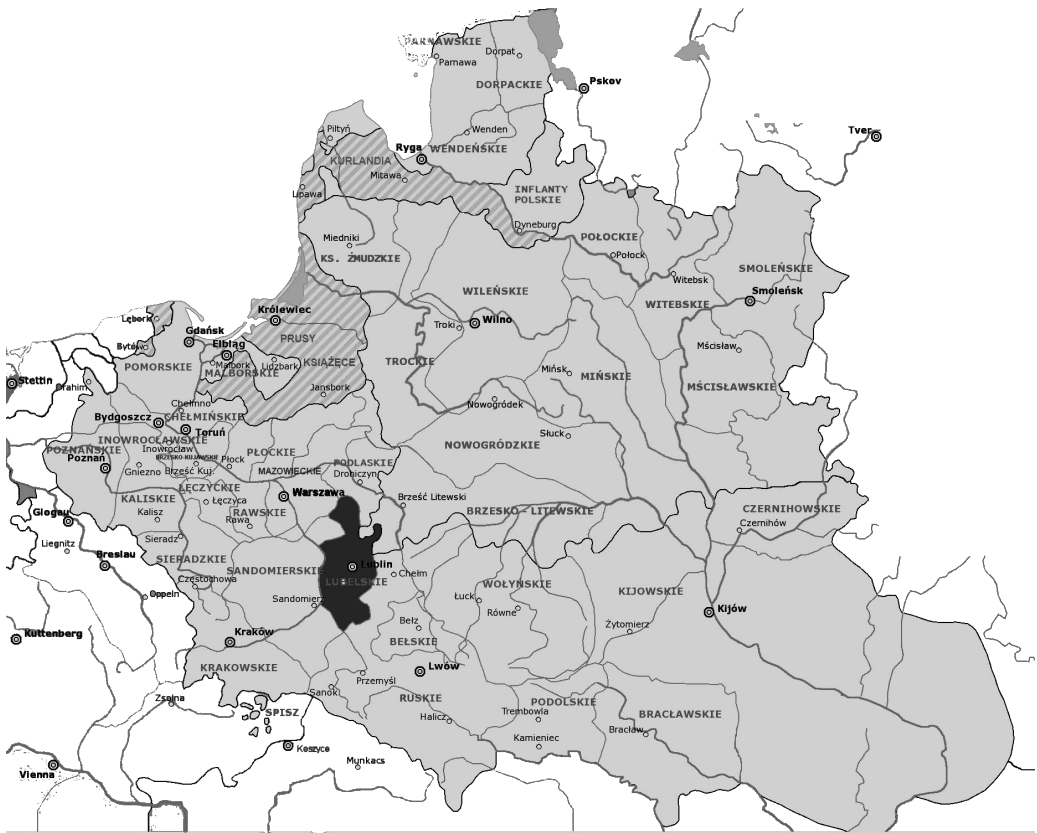 PARNAWSKIE
Dorpat
Parnawa
Pskov
DORPACKIE
Piltyń
Wenden
Tver
Ryga
WENDEŃSKIE
KURLANDIA
Mitawa
Lipawa
INFLANTY
POLSKIE
Dyneburg
Miedniki
POŁOCKIE
KS. ŻMUDZKIE
Połock
SMOLEŃSKIE
Witebsk
WILEŃSKIE
Smoleńsk
WITEBSKIE
Królewiec
Lębork
Wilno
Troki
Gdańsk
PRUSY
Elbląg
Bytów
Mścisław
Malbork
Lidzbark
KSIĄŻĘCE
TROCKIE
POMORSKIE
MALBORSKIE
Mińsk
MIŃSKIE
Stettin
Drahim
Jansbork
MŚCISŁAWSKIE
Chełmno
Nowogródek
Bydgoszcz
CHEŁMIŃSKIE
Toruń
Słuck
INOWROCŁAWSKIE
NOWOGRÓDZKIE
POZNAŃSKIE
Inowrocław
PŁOCKIE
Poznań
BRZESKO-KUJAWSKIE
Płock
PODLASKIE
Gniezno
Brześć Kuj.
MAZOWIECKIE
Drohiczyn
ŁĘCZYCKIE
Warszawa
KALISKIE
Łęczyca
Brześć Litewski
Glogau
Kalisz
RAWSKIE
BRZESKO - LITEWSKIE
CZERNIHOWSKIE
Rawa
Czernihów
Liegnitz
Sieradz
Breslau
SIERADZKIE
Lublin
SANDOMIERSKIE
Chełm
Częstochowa
LUBELSKIE
WOŁYŃSKIE
KIJOWSKIE
Oppeln
Łuck
Sandomierz
Równe
Kijów
Bełz
Żytomierz
Kuttenberg
Kraków
BEŁSKIE
KRAKOWSKIE
Lwów
Przemyśl
Sanok
Zsolna
RUSKIE
PODOLSKIE
SPISZ
Trembowla
BRACŁAWSKIE
Halicz
Bracław
Kamieniec
Koszyce
Munkacs
Vienna